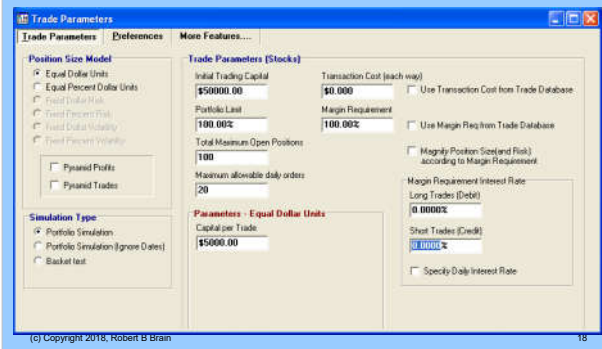 Trade Parameters
Trade Parameters Preferences More Features....
Position Size Model
Equal Dollar Units
Equal Percent Dollar Units
Fixed Dollar Risk
Fixed Percent Risk
Fixed Dollar Volatility
Fixed Percent Volatility
Pyramid Profits
Pyramid Trades
Simulation Type
Portfolio Simulation
Portfolio Simulation (Ignore Dates)
Basket test
Trade Parameters (Stocks)
Initial Trading Capital
$50000.00
Portfolio Limit
100.00%
Total Maximum Open Positions
100
Maximum allowable daily orders
20
Transaction Cost (each way)
$0.000
Margin Requirement
100.00%
Use Transaction Cost from Trade Database
Use Margin Req from Trade Database
Magnify Position Size(and Risk)
according to Margin Requirement
Margin Requirement Interest Rate
Long Trades (Debit)
0.0000%
Short Trades (Credit)
0.0000%
Specify Daily Interest Rate
Parameters - Equal Dollar Units
Capital per Trade
$5000.00
(c) Copyright 2018, Robert B Brain
18